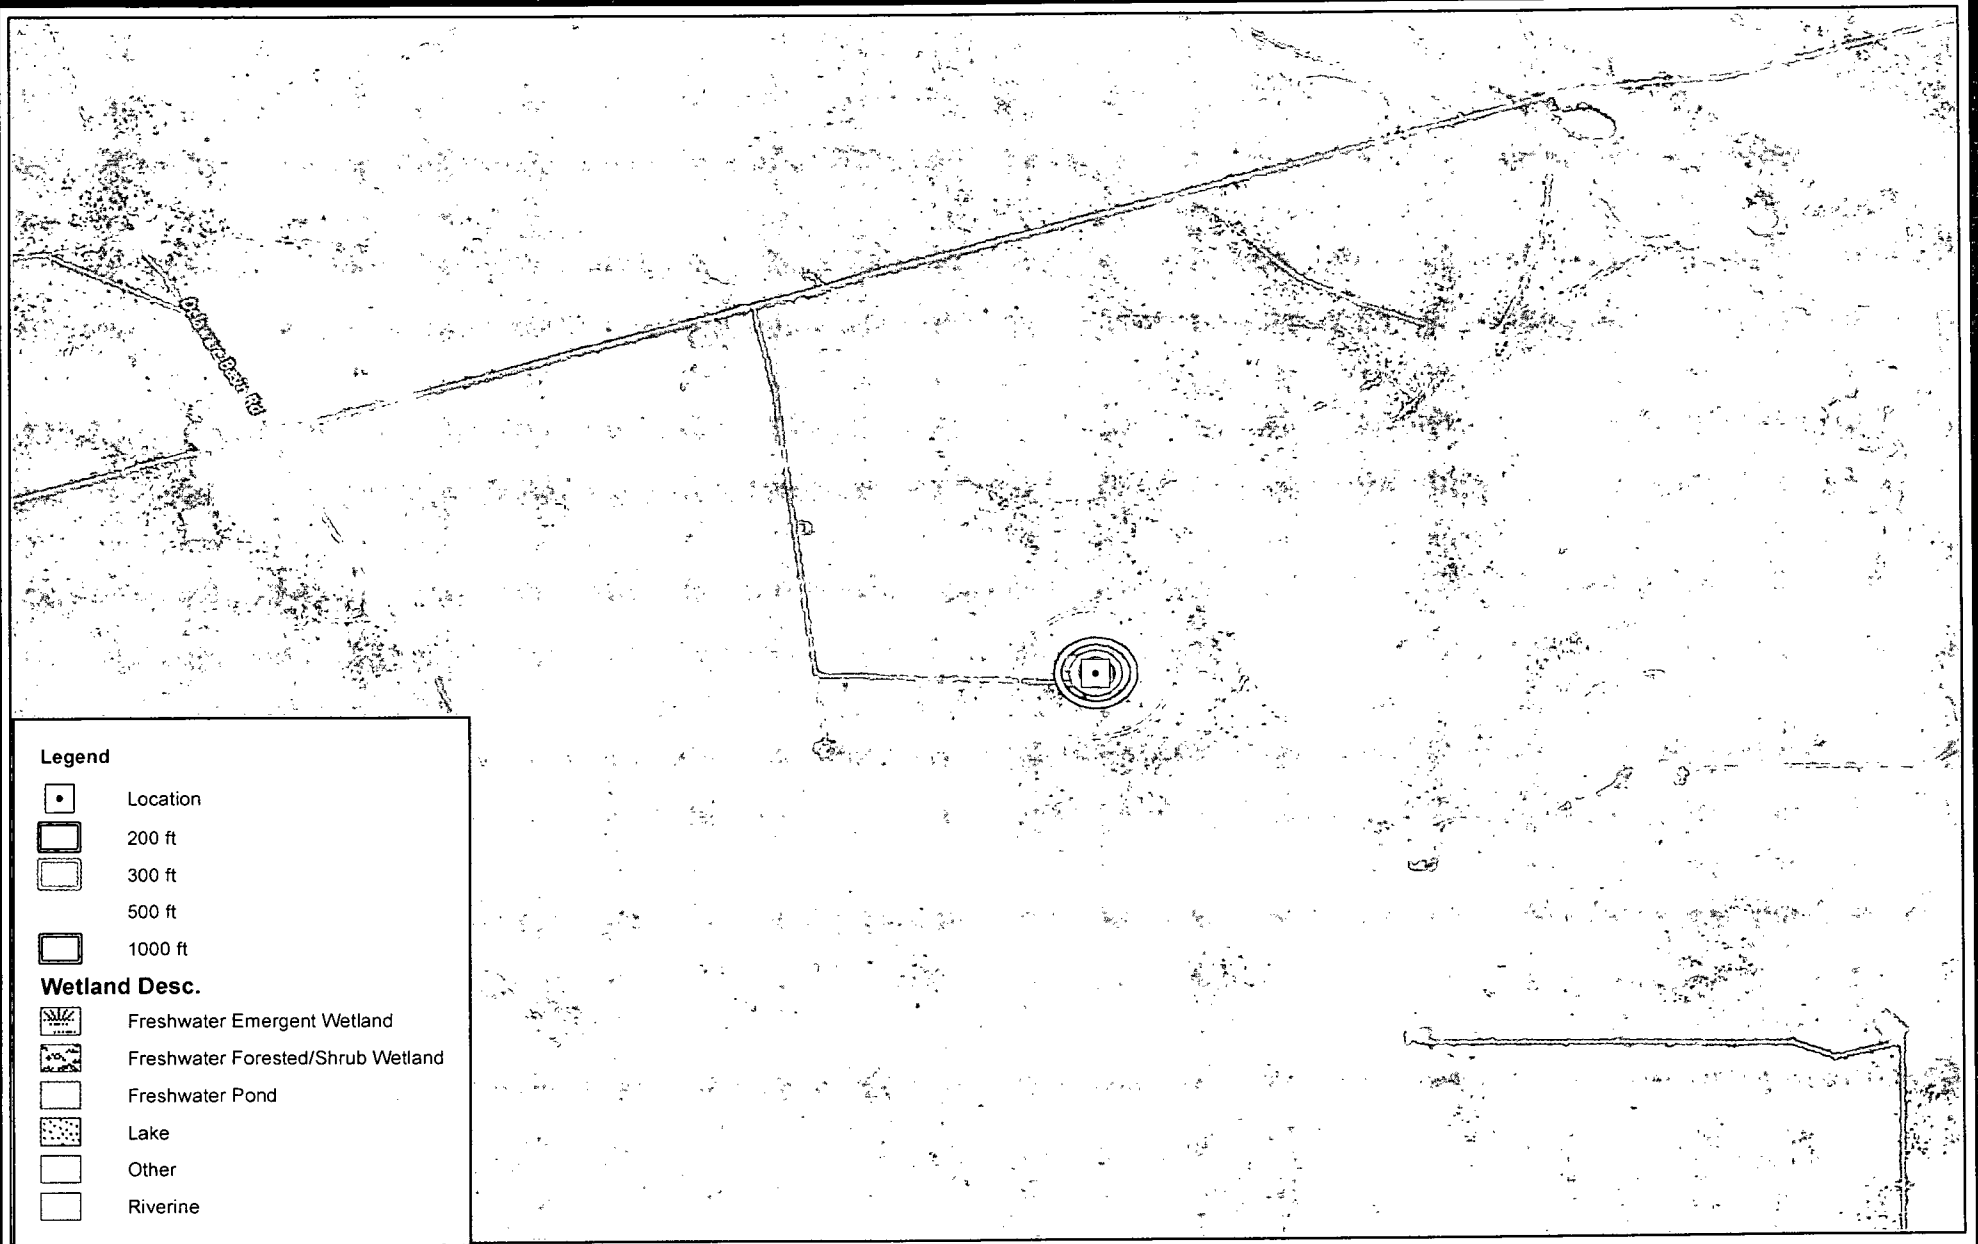 Legend
Location
200 ft
300 ft
500 ft
1000 ft
Wetland Desc.
Freshwater Emergent Wetland
Freshwater Forested/Shrub Wetland
Freshwater Pond
Lake
Other
Riverine